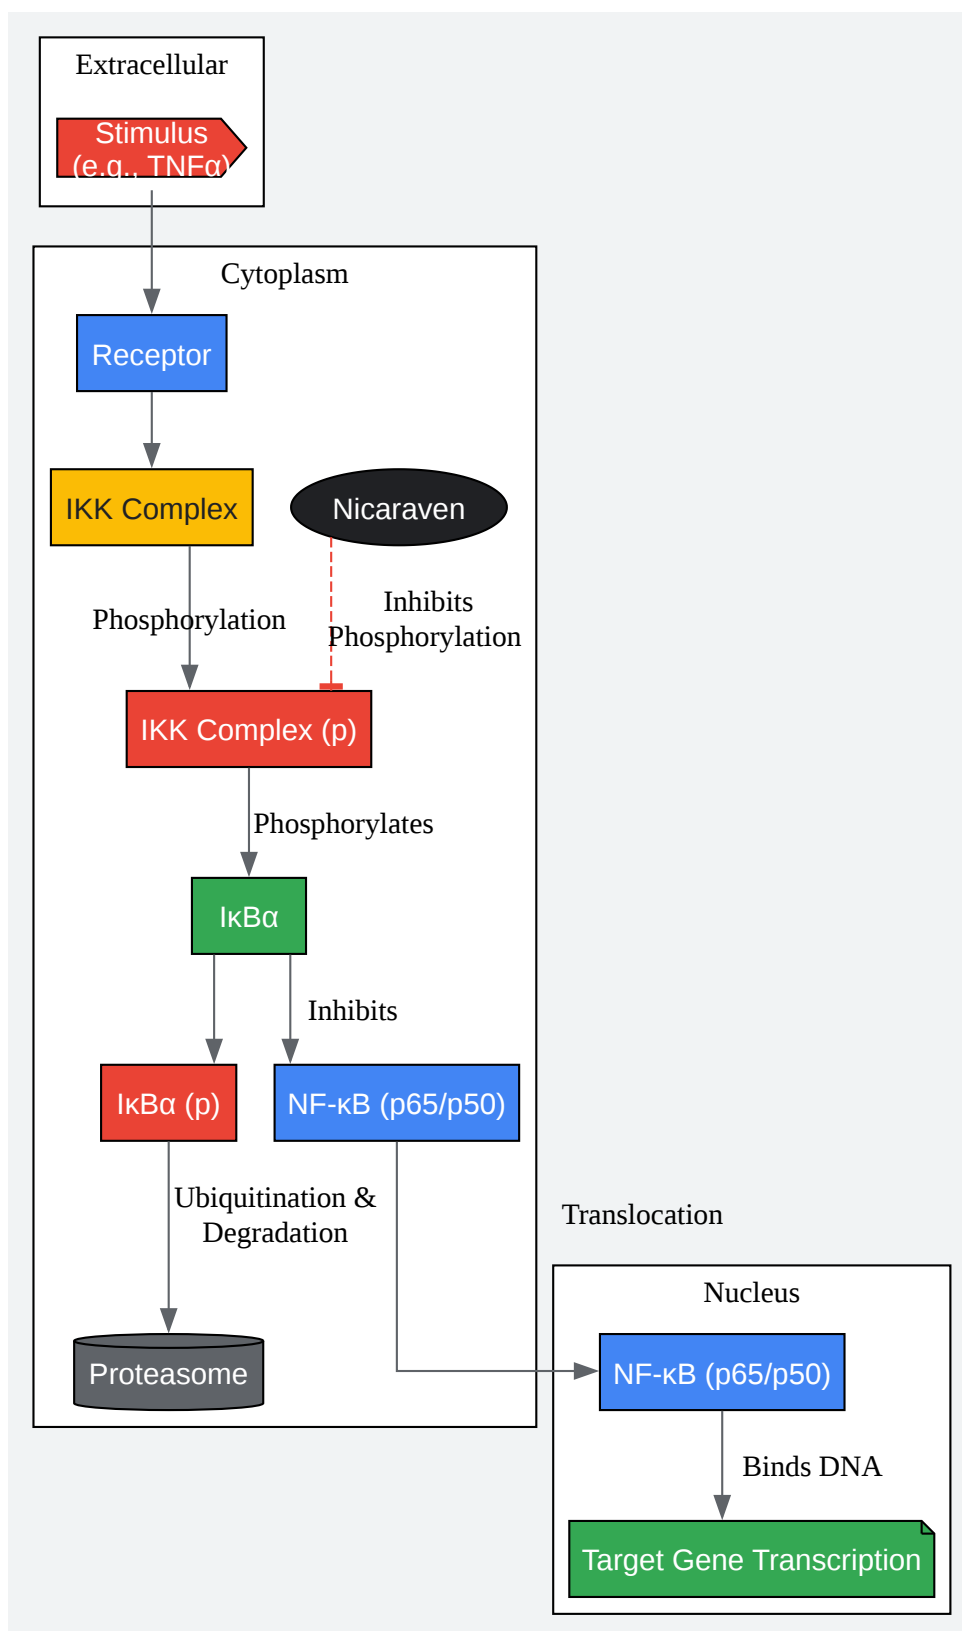 Extracellular
Stimulus
(e.g., TNFα)
Cytoplasm
Receptor
IKK Complex
Nicaraven
Phosphorylation
Inhibits
Phosphorylation
IKK Complex (p)
Phosphorylates
IκBα
Inhibits
IκBα (p)
NF-κB (p65/p50)
Ubiquitination &
Degradation
Translocation
Nucleus
Proteasome
NF-κB (p65/p50)
Binds DNA
Target Gene Transcription